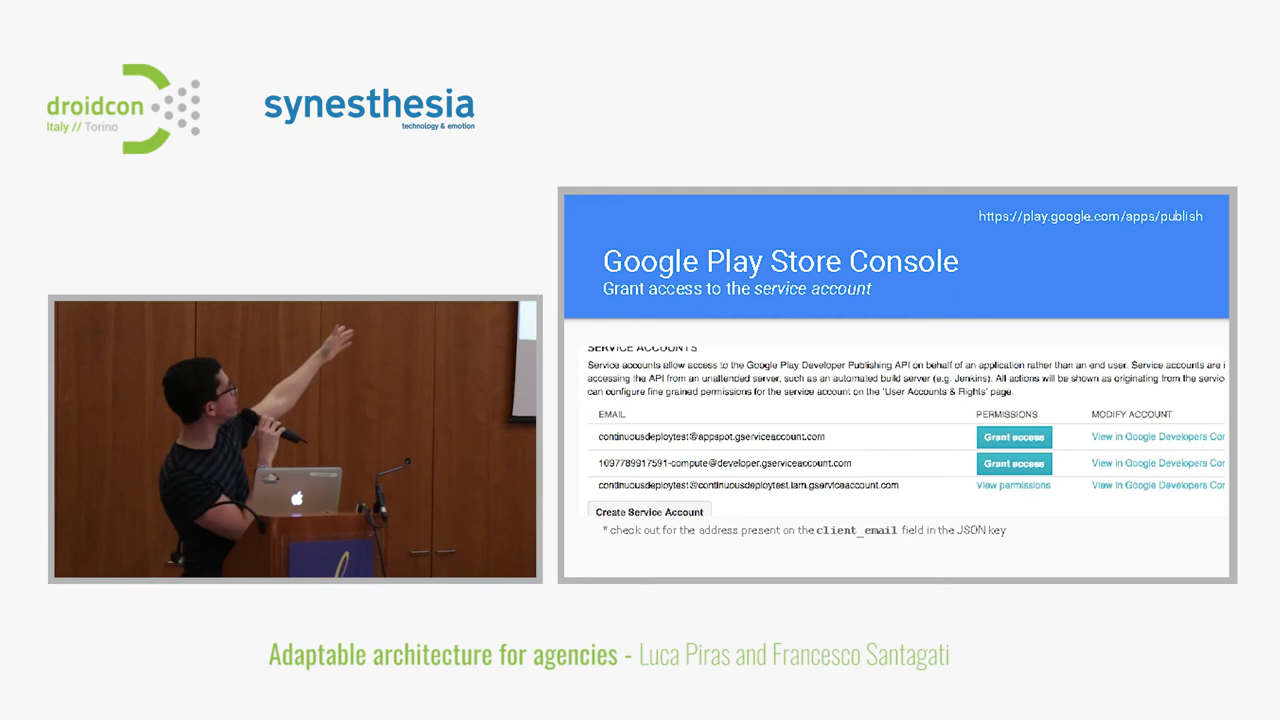 droidcon
Italy // Torino
synesthesia
technology & emotion
https://play.google.com/apps/publish
Google Play Store Console
Grant access to the service account
SERVICE ACCOUNTS
Service accounts allow access to the Google Play Developer Publishing API on behalf of an application rather than an end user. Service accounts are i
accessing the API from an unattended server, such as an automated build server (e.g. Jenkins). All actions will be shown as originating from the servic
can configure fine grained permissions for the service account on the 'User Accounts & Rights' page.
EMAIL PERMISSIONS MODIFY ACCOUNT
continuousdeploytest@appspot.gserviceaccount.com Grant access View in Google Developers Cor
1097789917591-compute@developer.gserviceaccount.com Grant access View in Google Developers Cor
continuousdeploytest@continuousdeploytest.iam.gserviceaccount.com View permissions View in Google Developers Cor
Create Service Account
* check out for the address present on the client_email field in the JSON key
Adaptable architecture for agencies - Luca Piras and Francesco Santagati